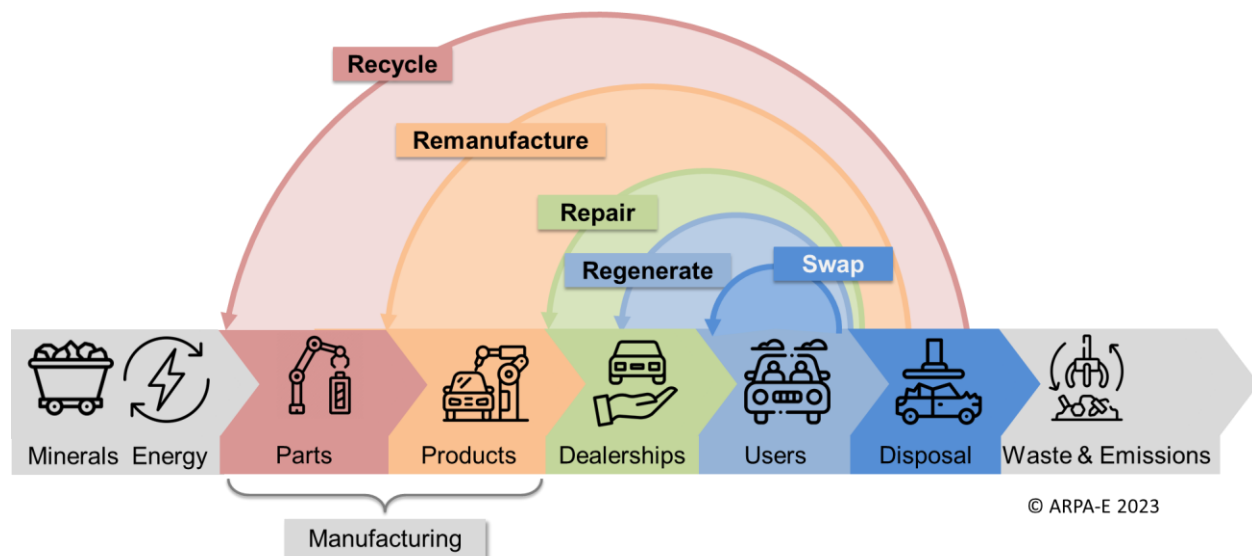 Recycle
Remanufacture
Repair
Regenerate
Swap
Minerals
Energy
Parts
Products
Dealerships
Users
Disposal
Waste & Emissions
Manufacturing
© ARPA-E 2023